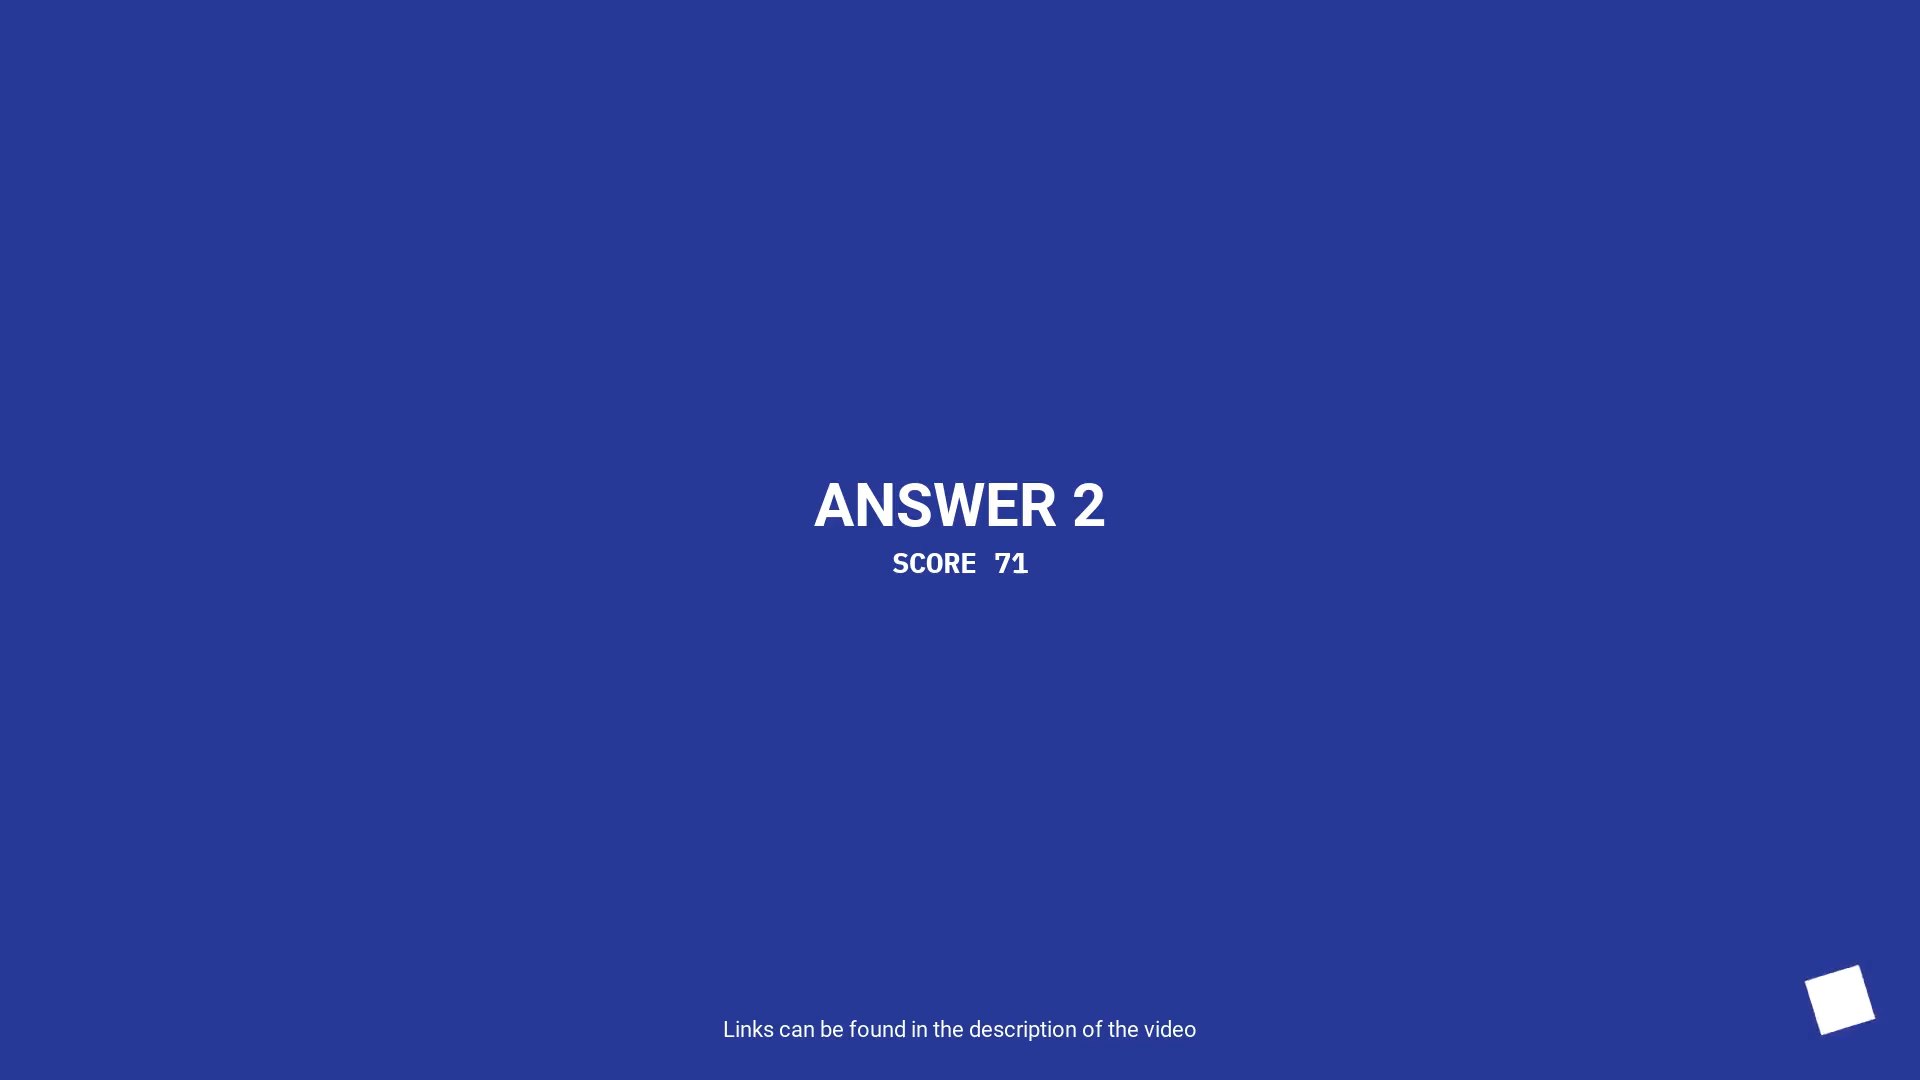 ANSWER 2
SCORE 71
Links can be found in the description of the video